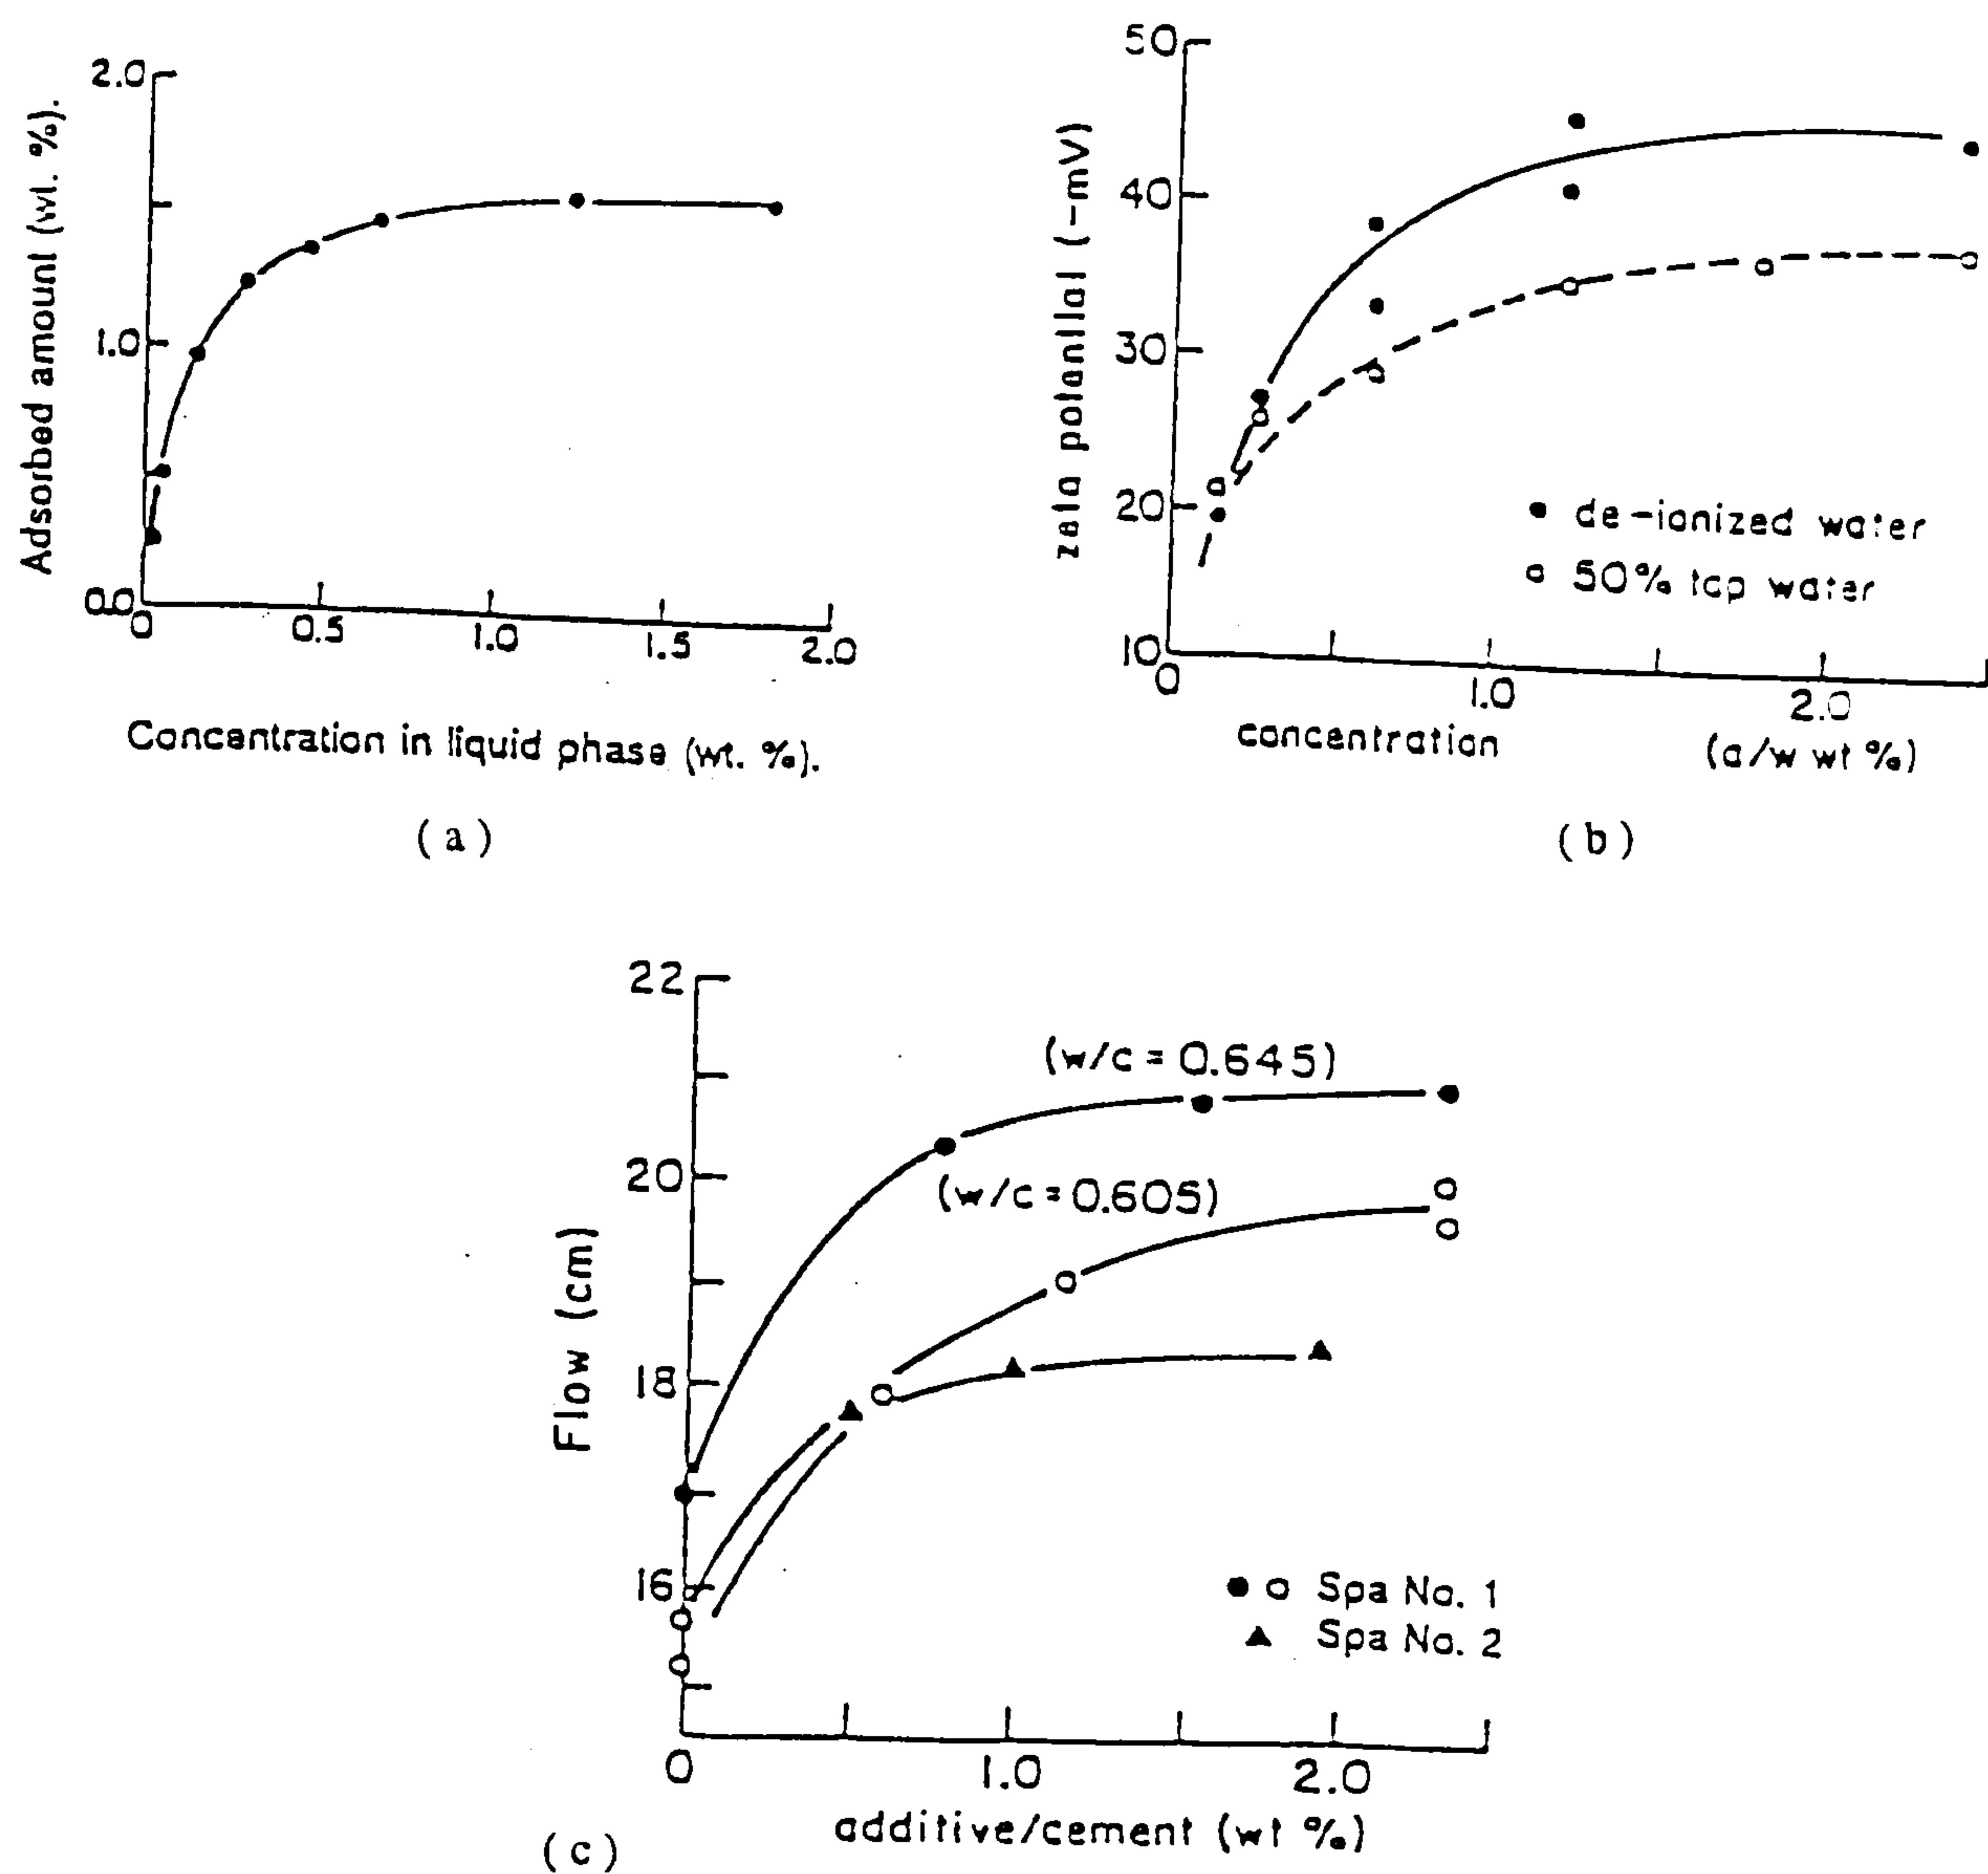 2.0
1.0
0.0
Adsorbed amount (wt. %).
0
0.5
1.0
1.5
2.0
Concentration in liquid phase (wt. %).
(a)
50
40
30
20
10
zata potantial (-mV)
● de-ionized water
○ 50% tap water
0
1.0
2.0
concentration (a/w wt %)
(b)
22
20
18
16
Flow (cm)
(w/c = 0.645)
(w/c = 0.605)
● ○ Spa No. 1
▲ Spa No. 2
0
1.0
2.0
additive/cement (wt %)
(c)